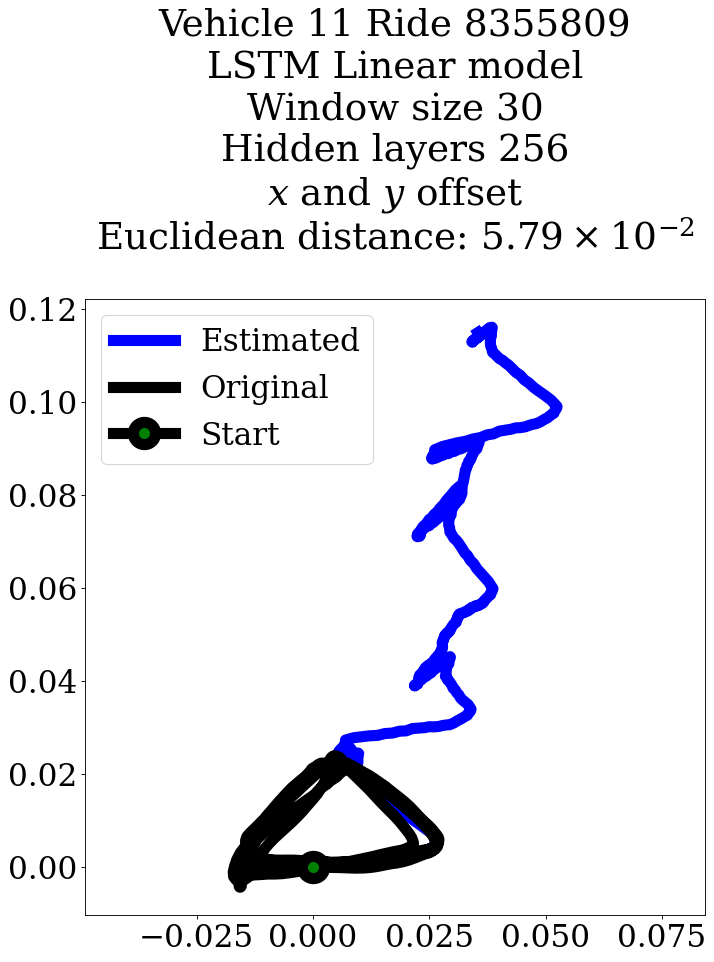 Vehicle 11 Ride 8355809
LSTM Linear model
Window size 30
Hidden layers 256
x and y offset
Euclidean distance: 5.79 × 10⁻²
0.12
0.10
0.08
0.06
0.04
0.02
0.00
Estimated
Original
Start
−0.025 0.000 0.025 0.050 0.075